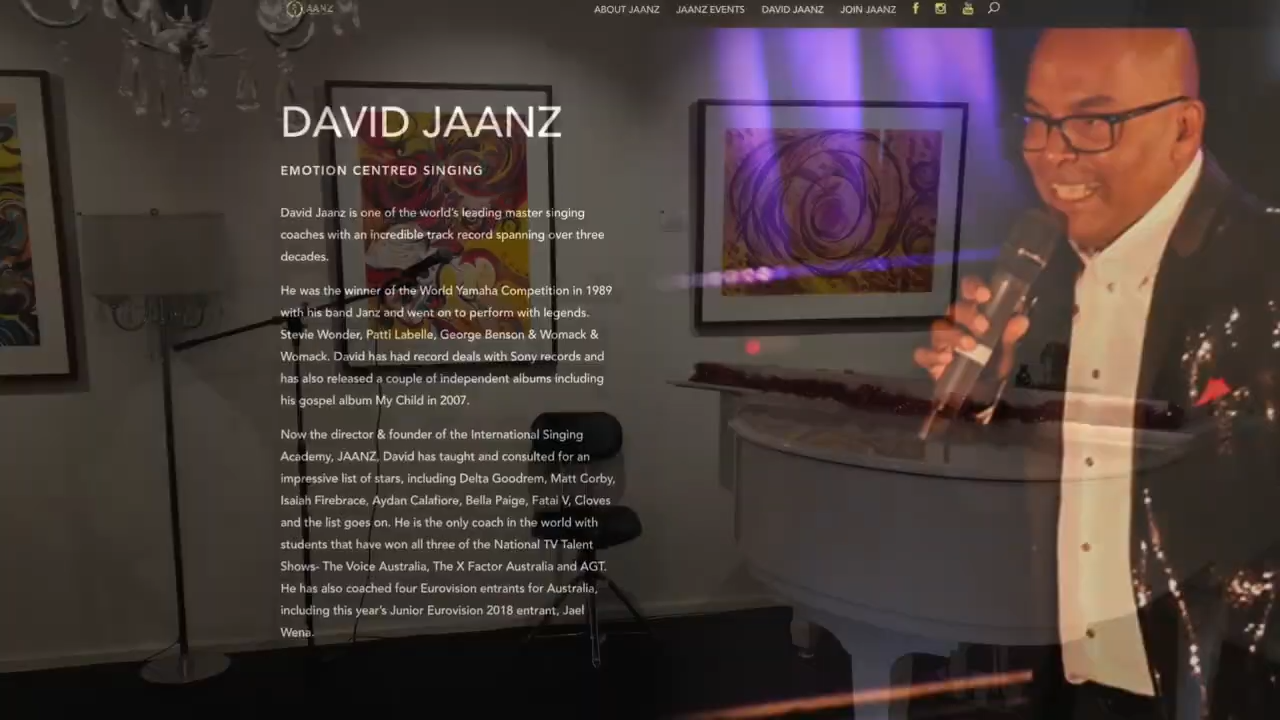 JAANZ
ABOUT JAANZ
JAANZ EVENTS
DAVID JAANZ
JOIN JAANZ
DAVID JAANZ
EMOTION CENTRED SINGING
David Jaanz is one of the world's leading master singing
coaches with an incredible track record spanning over three
decades.
He was the winner of the World Yamaha Competition in 1989
with his band Janz and went on to perform with legends.
Stevie Wonder, Patti Labelle, George Benson & Womack &
Womack. David has had record deals with Sony records and
has also released a couple of independent albums including
his gospel album My Child in 2007.
Now the director & founder of the International Singing
Academy, JAANZ, David has taught and consulted for an
impressive list of stars, including Delta Goodrem, Matt Corby,
Isaiah Firebrace, Aydan Calafiore, Bella Paige, Fatai V, Cloves
and the list goes on. He is the only coach in the world with
students that have won all three of the National TV Talent
Shows- The Voice Australia, The X Factor Australia and AGT.
He has also coached four Eurovision entrants for Australia,
including this year's Junior Eurovision 2018 entrant, Jael
Wena.